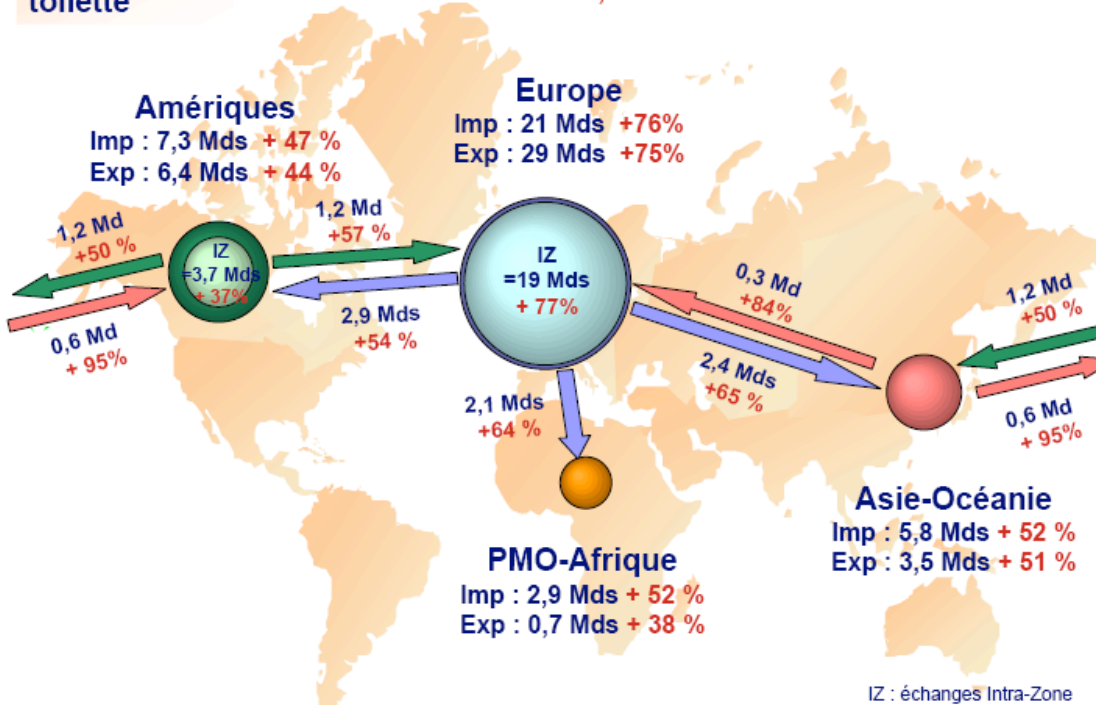 toilette
Amériques
Imp : 7,3 Mds + 47 %
Exp : 6,4 Mds + 44 %
Europe
Imp : 21 Mds +76%
Exp : 29 Mds +75%
1,2 Md
+50 %
0,6 Md
+ 95%
IZ
=3,7 Mds
+ 37%
1,2 Md
+57 %
2,9 Mds
+54 %
IZ
=19 Mds
+ 77%
0,3 Md
+84%
2,4 Mds
+65 %
1,2 Md
+50 %
0,6 Md
+ 95%
2,1 Mds
+64 %
PMO-Afrique
Imp : 2,9 Mds + 52 %
Exp : 0,7 Mds + 38 %
Asie-Océanie
Imp : 5,8 Mds + 52 %
Exp : 3,5 Mds + 51 %
IZ : échanges Intra-Zone